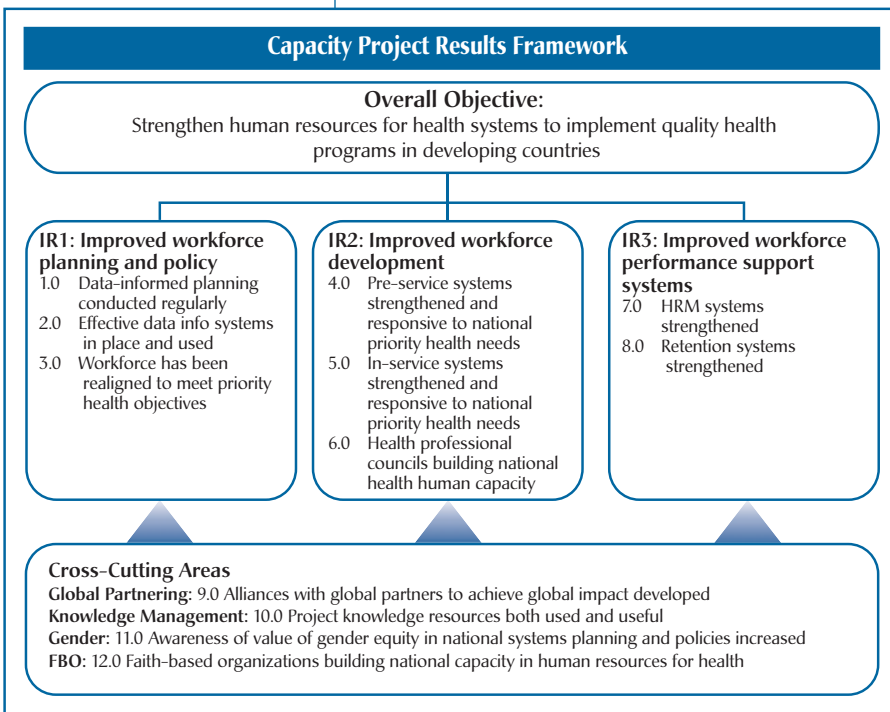 Capacity Project Results Framework
Overall Objective:
Strengthen human resources for health systems to implement quality health
programs in developing countries
IR1: Improved workforce
planning and policy
1.0 Data-informed planning
conducted regularly
2.0 Effective data info systems
in place and used
3.0 Workforce has been
realigned to meet priority
health objectives
IR2: Improved workforce
development
4.0 Pre-service systems
strengthened and
responsive to national
priority health needs
5.0 In-service systems
strengthened and
responsive to national
priority health needs
6.0 Health professional
councils building national
health human capacity
IR3: Improved workforce
performance support
systems
7.0 HRM systems
strengthened
8.0 Retention systems
strengthened
Cross-Cutting Areas
Global Partnering: 9.0 Alliances with global partners to achieve global impact developed
Knowledge Management: 10.0 Project knowledge resources both used and useful
Gender: 11.0 Awareness of value of gender equity in national systems planning and policies increased
FBO: 12.0 Faith-based organizations building national capacity in human resources for health